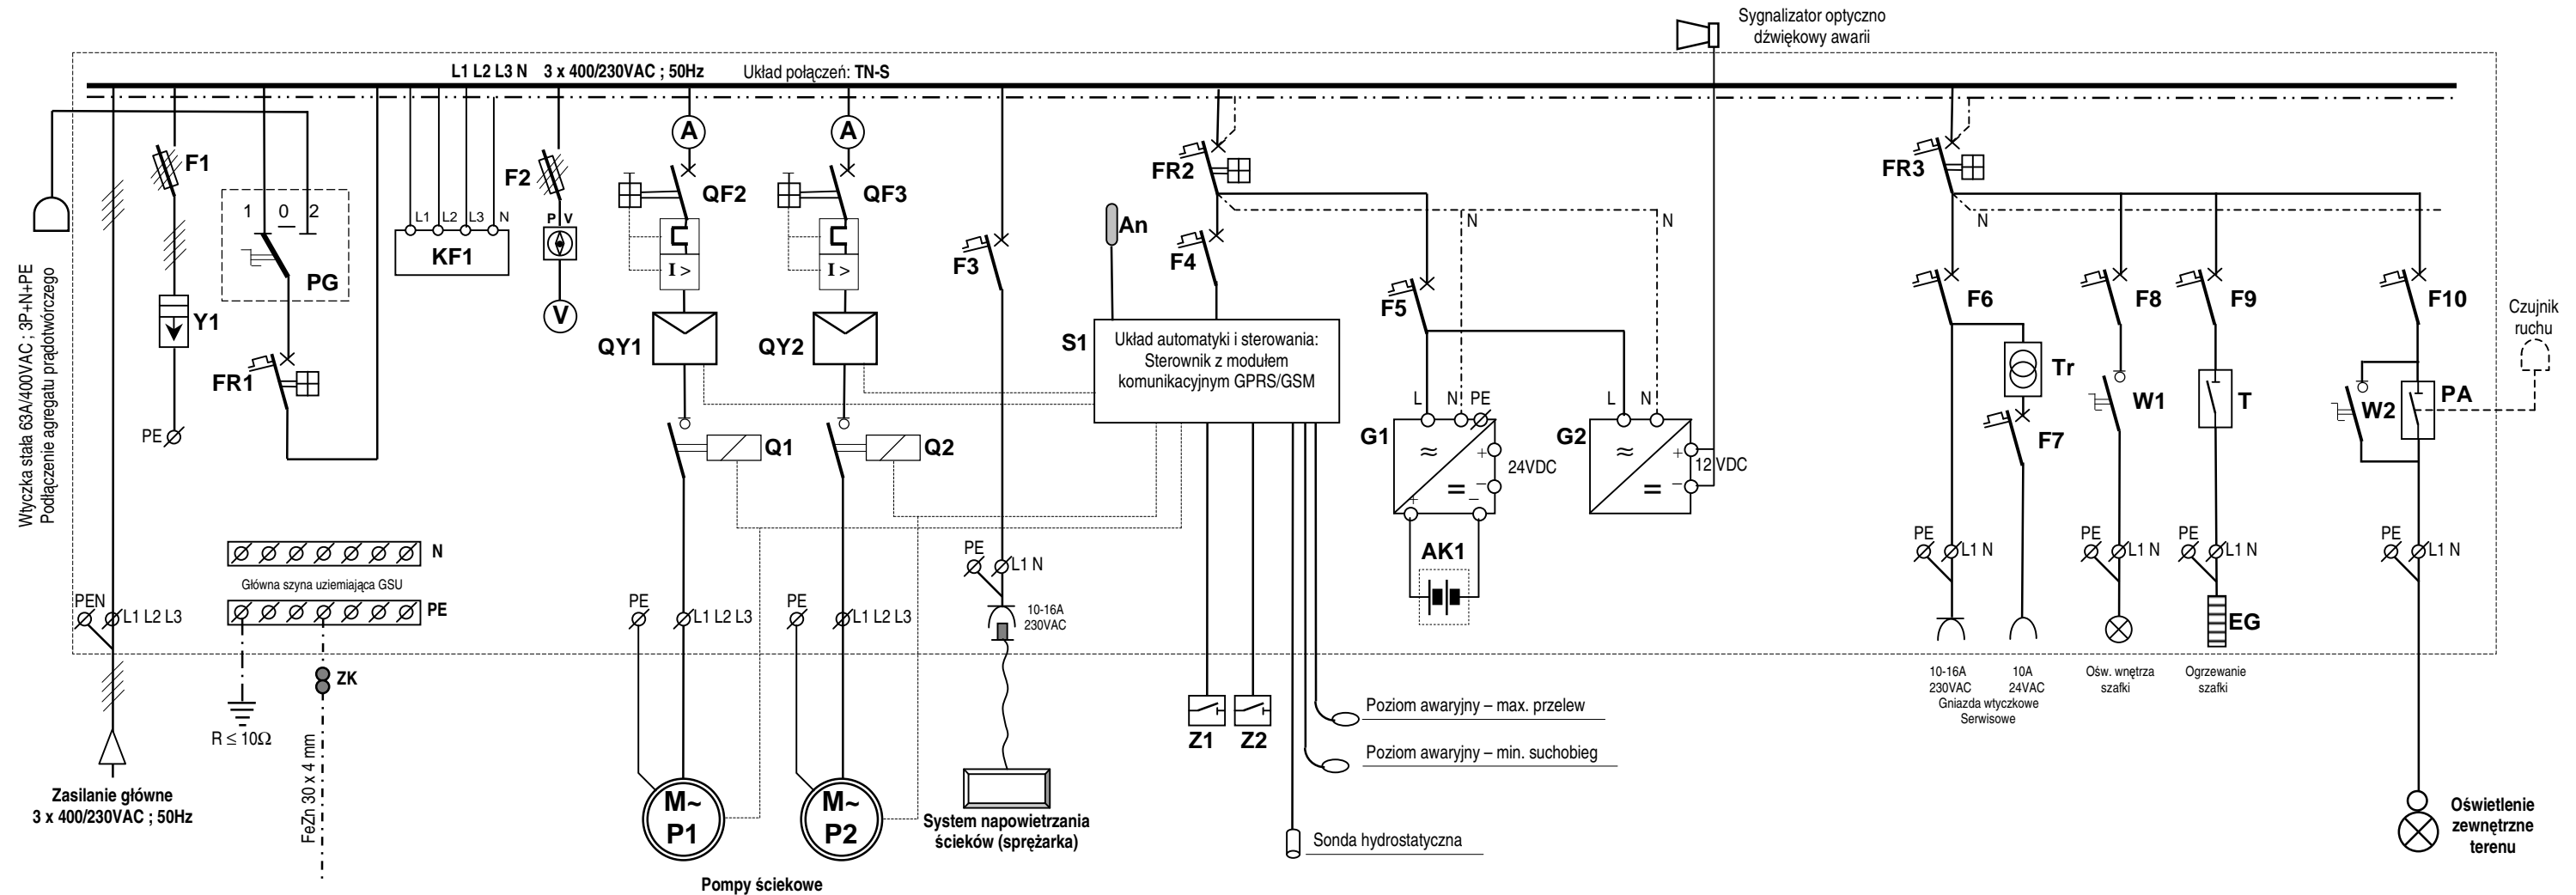 Sygnalizator optyczno
dźwiękowy awarii
L1 L2 L3 N 3 x 400/230VAC ; 50Hz
Układ połączeń: TN-S
Wtyczka stała 63A/400VAC ; 3P+N+PE
Podłączenie agregatu prądotwórczego
F1
Y1
PE
1 0 2
PG
FR1
L1 L2 L3 N
KF1
F2
P V
V
A
QF2
I >
QY1
Q1
A
QF3
I >
QY2
Q2
F3
An
FR2
F4
F5
N
N
S1
Układ automatyki i sterowania:
Sterownik z modułem
komunikacyjnym GPRS/GSM
L N PE
G1
≈
=
+
−
+
−
24VDC
AK1
L N
G2
≈
=
+
−
12 VDC
FR3
N
F6
Tr
F7
F8
W1
F9
T
F10
W2
PA
Czujnik
ruchu
N
Główna szyna uziemiająca GSU
PE
PEN
L1 L2 L3
PE
L1 L2 L3
PE
L1 L2 L3
PE
L1 N
10-16A
230VAC
PE
L1 N
PE
L1 N
PE
L1 N
EG
PE
L1 N
ZK
R ≤ 10Ω
FeZn 30 x 4 mm
Zasilanie główne
3 x 400/230VAC ; 50Hz
M~
P1
M~
P2
Pompy ściekowe
System napowietrzania
ścieków (sprężarka)
Z1
Z2
Poziom awaryjny – max. przelew
Poziom awaryjny – min. suchobieg
Sonda hydrostatyczna
10-16A
230VAC
10A
24VAC
Gniazda wtyczkowe
Serwisowe
Ośw. wnętrza
szafki
Ogrzewanie
szafki
Oświetlenie
zewnętrzne
terenu